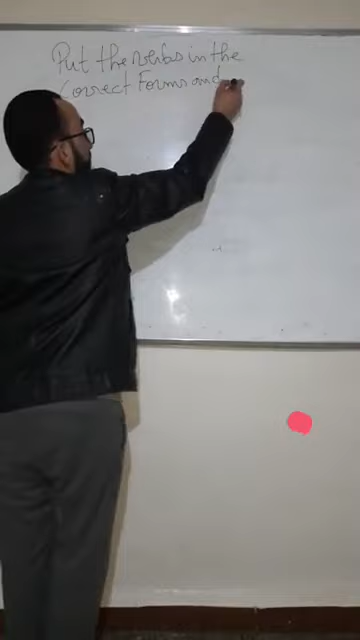 Put the verbs in the
correct Forms and